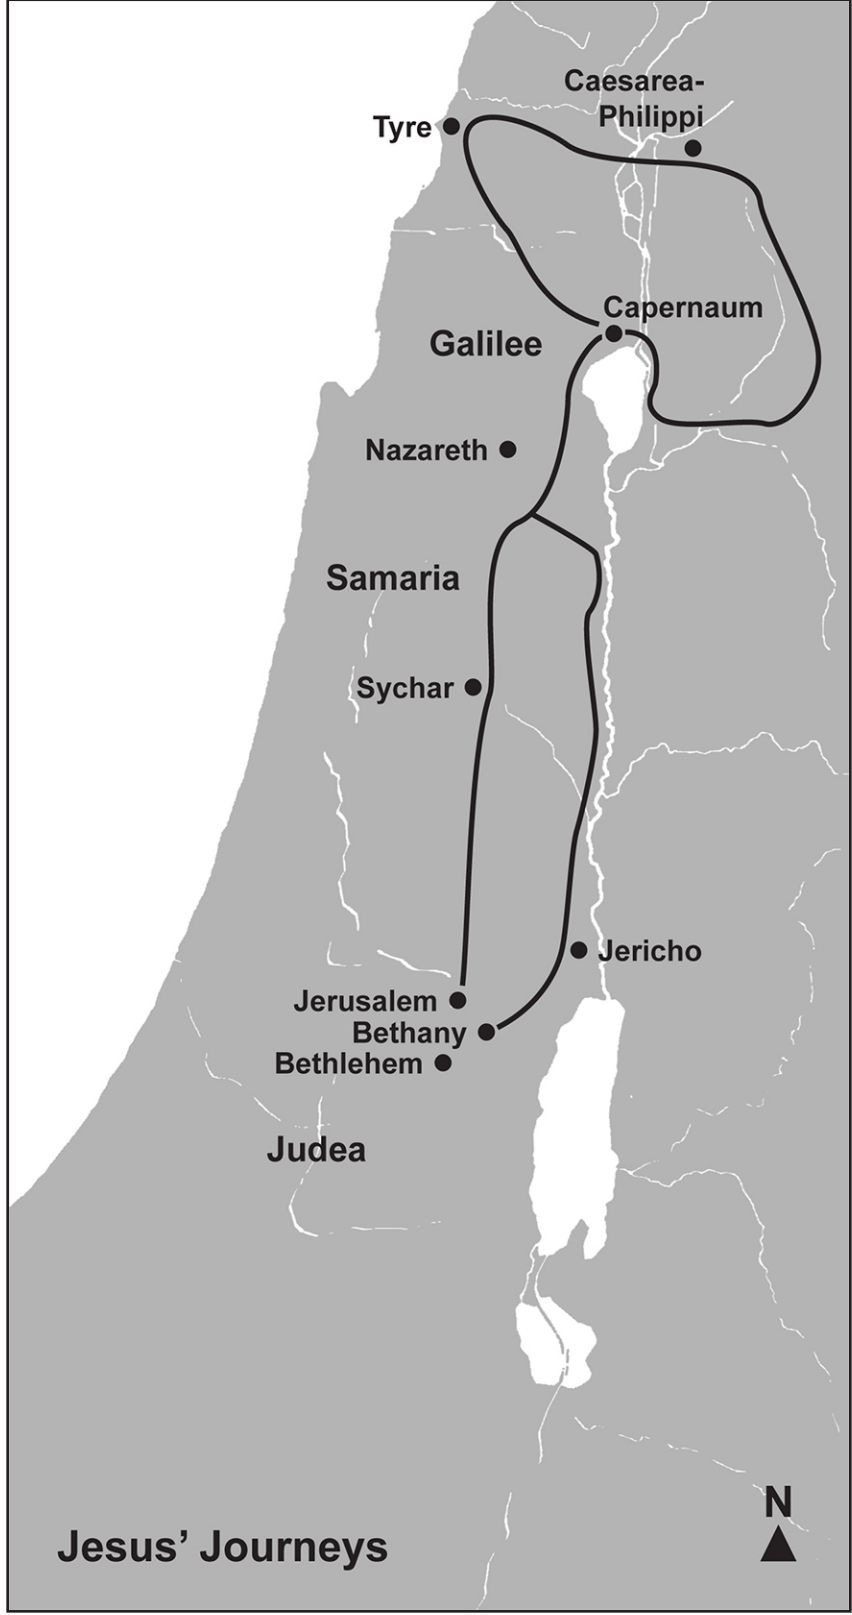 Caesarea-
Philippi
Tyre
Capernaum
Galilee
Nazareth
Samaria
Sychar
Jericho
Jerusalem
Bethany
Bethlehem
Judea
N
Jesus’ Journeys